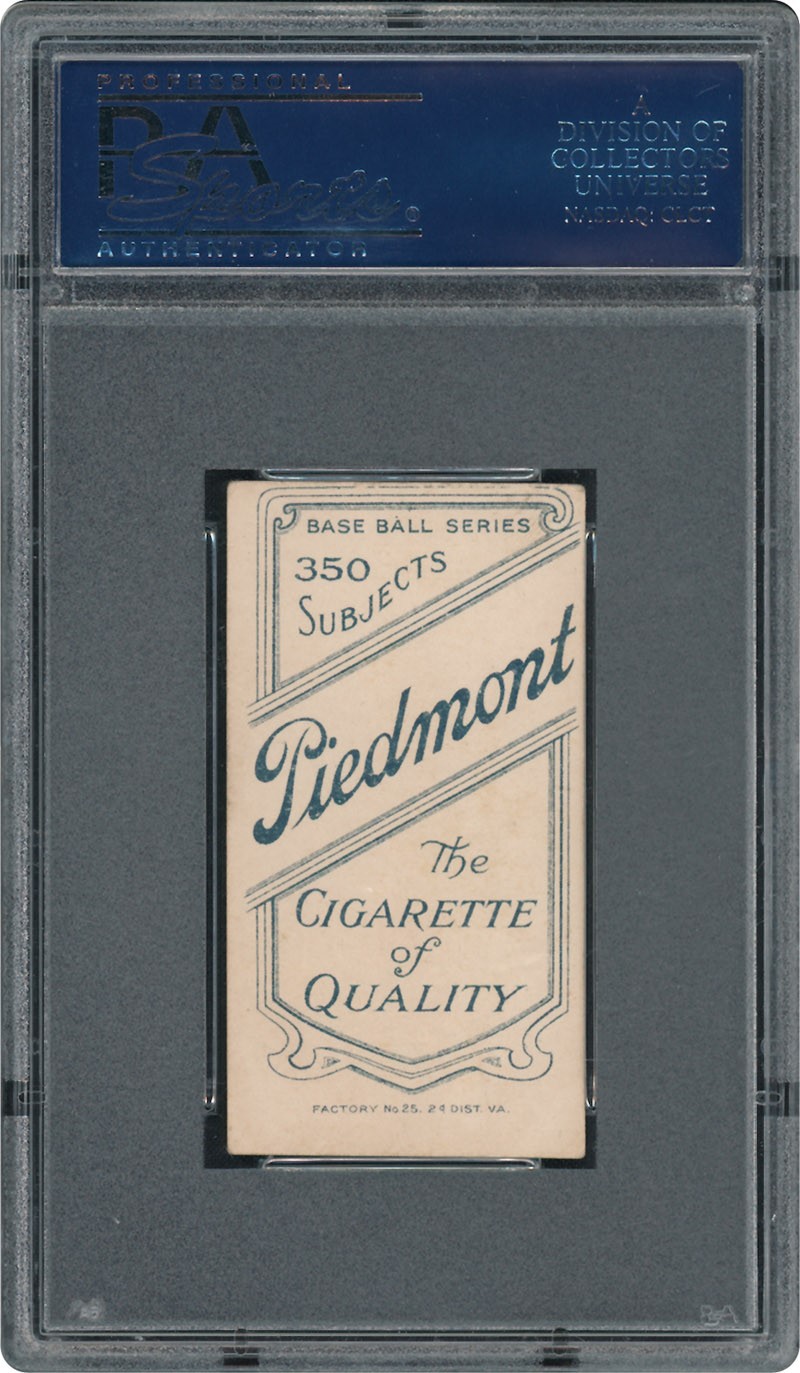 PROFESSIONAL
PSA
Sports
AUTHENTICATOR
A
DIVISION OF
COLLECTORS
UNIVERSE
NASDAQ: CLCT
BASE BALL SERIES
350
SUBJECTS
Piedmont
The
CIGARETTE
of
QUALITY
FACTORY No 25. 2d DIST. VA.
PSA